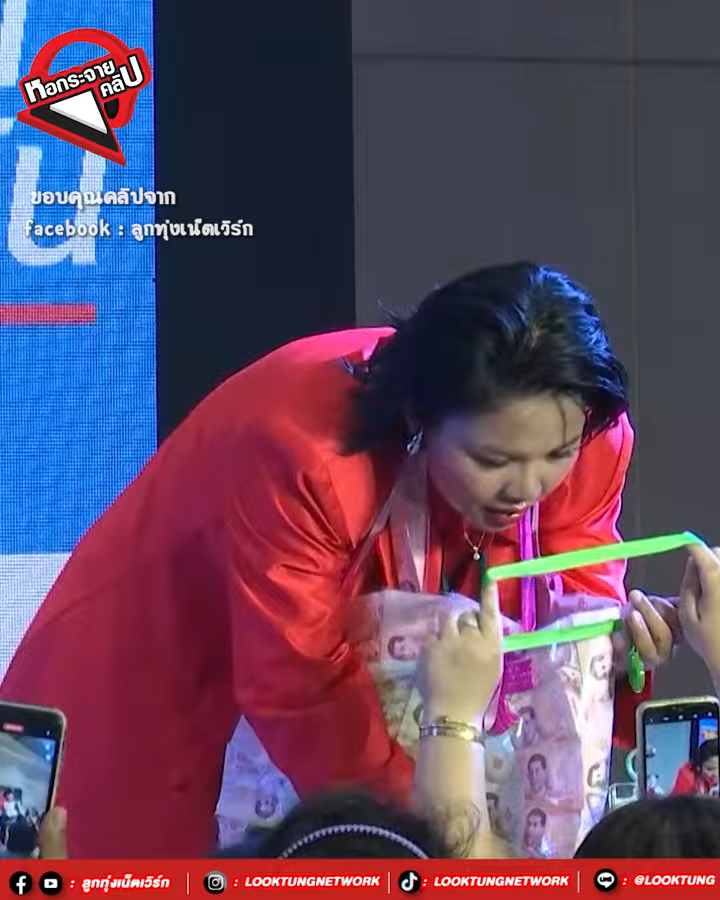 หอกระจาย
คลิป
ขอบคุณคลิปจาก
facebook : ลูกทุ่งเน็ตเวิร์ก
: ลูกทุ่งเน็ตเวิร์ก
: LOOKTUNGNETWORK
: LOOKTUNGNETWORK
: @LOOKTUNG